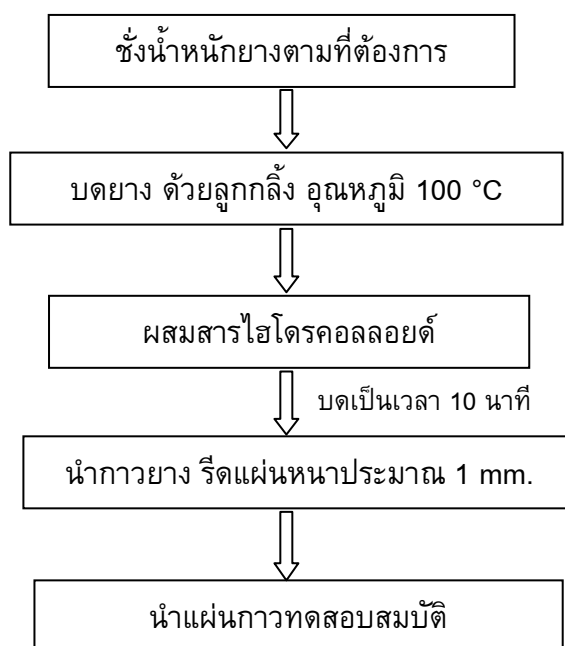 ชั่งน้ำหนักยางตามที่ต้องการ
บดยาง ด้วยลูกกลิ้ง อุณหภูมิ 100 °C
ผสมสารไฮโดรคอลลอยด์
บดเป็นเวลา 10 นาที
นำกาวยาง รีดแผ่นหนาประมาณ 1 mm.
นำแผ่นกาวทดสอบสมบัติ